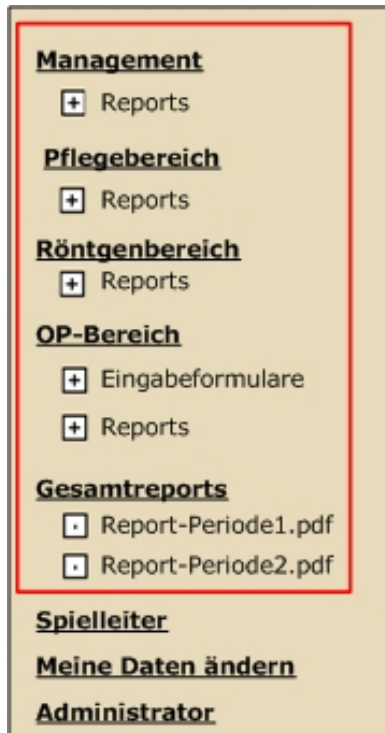 Management
Reports
Pflegebereich
Reports
Röntgenbereich
Reports
OP-Bereich
Eingabeformulare
Reports
Gesamtreports
Report-Periode1.pdf
Report-Periode2.pdf
Spielleiter
Meine Daten ändern
Administrator